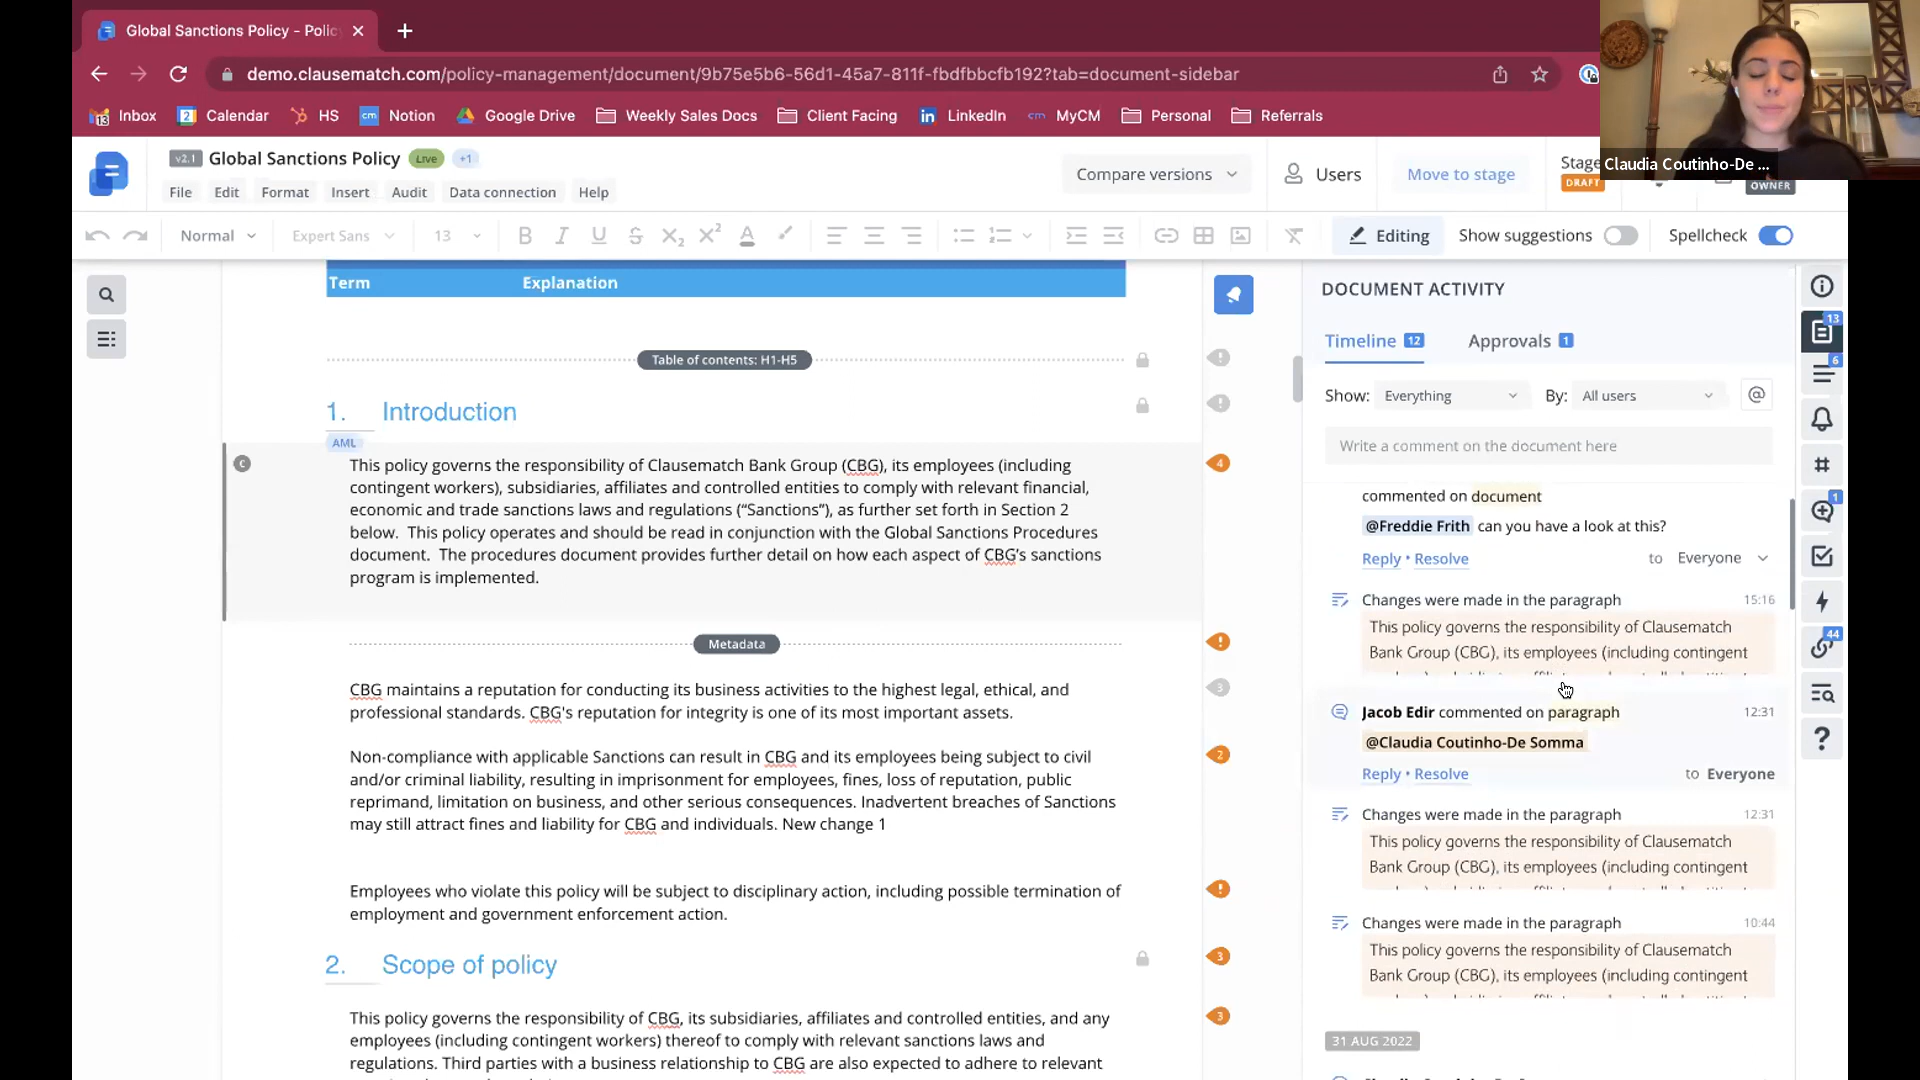 Global Sanctions Policy - Polic
demo.clausematch.com/policy-management/document/9b75e5b6-56d1-45a7-811f-fbdfbbcfb192?tab=document-sidebar
13 Inbox
2 Calendar
HS
cm Notion
Google Drive
Weekly Sales Docs
Client Facing
in LinkedIn
cm MyCM
Personal
Referrals
Claudia Coutinho-De ...
v2.1 Global Sanctions Policy Live +1
File Edit Format Insert Audit Data connection Help
Compare versions
Users
Move to stage
Stage
DRAFT
OWNER
Normal
Expert Sans
13
Editing
Show suggestions
Spellcheck
Term Explanation
Table of contents: H1-H5
1. Introduction
AML
C
This policy governs the responsibility of Clausematch Bank Group (CBG), its employees (including
contingent workers), subsidiaries, affiliates and controlled entities to comply with relevant financial,
economic and trade sanctions laws and regulations (“Sanctions”), as further set forth in Section 2
below. This policy operates and should be read in conjunction with the Global Sanctions Procedures
document. The procedures document provides further detail on how each aspect of CBG's sanctions
program is implemented.
4
Metadata
CBG maintains a reputation for conducting its business activities to the highest legal, ethical, and
professional standards. CBG's reputation for integrity is one of its most important assets.
3
Non-compliance with applicable Sanctions can result in CBG and its employees being subject to civil
and/or criminal liability, resulting in imprisonment for employees, fines, loss of reputation, public
reprimand, limitation on business, and other serious consequences. Inadvertent breaches of Sanctions
may still attract fines and liability for CBG and individuals. New change 1
2
Employees who violate this policy will be subject to disciplinary action, including possible termination of
employment and government enforcement action.
2. Scope of policy
3
This policy governs the responsibility of CBG, its subsidiaries, affiliates and controlled entities, and any
employees (including contingent workers) thereof to comply with relevant sanctions laws and
regulations. Third parties with a business relationship to CBG are also expected to adhere to relevant
3
DOCUMENT ACTIVITY
Timeline 12
Approvals 1
Show: Everything
By: All users
@
Write a comment on the document here
commented on document
@Freddie Frith can you have a look at this?
Reply • Resolve to Everyone
Changes were made in the paragraph 15:16
This policy governs the responsibility of Clausematch
Bank Group (CBG), its employees (including contingent
Jacob Edir commented on paragraph 12:31
@Claudia Coutinho-De Somma
Reply • Resolve to Everyone
Changes were made in the paragraph 12:31
This policy governs the responsibility of Clausematch
Bank Group (CBG), its employees (including contingent
Changes were made in the paragraph 10:44
This policy governs the responsibility of Clausematch
Bank Group (CBG), its employees (including contingent
31 AUG 2022
13
6
1
44